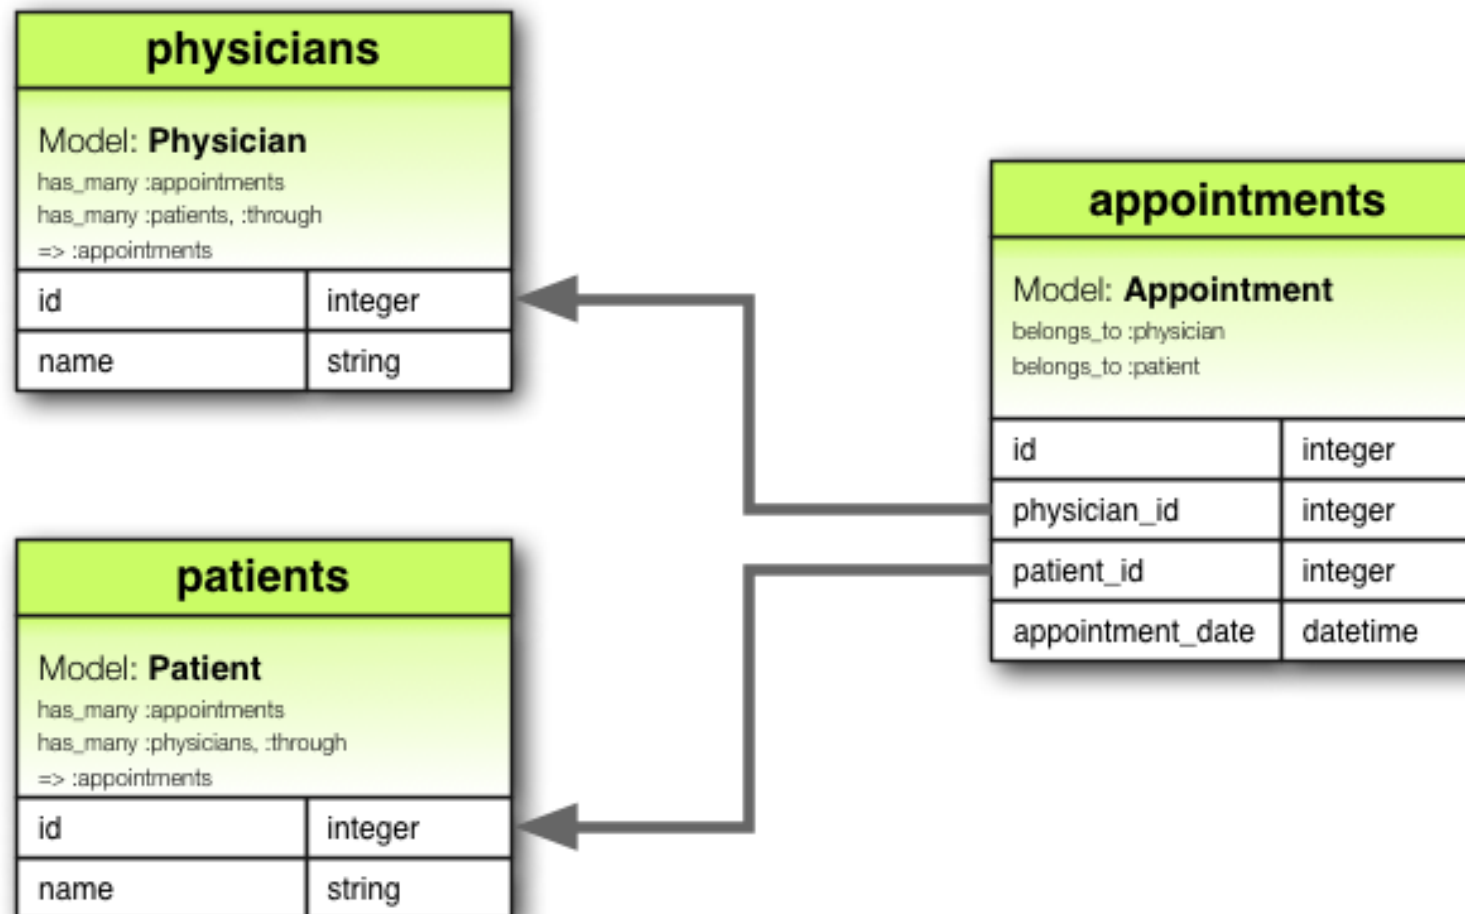 physicians
Model: Physician
has_many :appointments
has_many :patients, :through
=> :appointments
id integer
name string
appointments
Model: Appointment
belongs_to :physician
belongs_to :patient
id integer
physician_id integer
patient_id integer
appointment_date datetime
patients
Model: Patient
has_many :appointments
has_many :physicians, :through
=> :appointments
id integer
name string